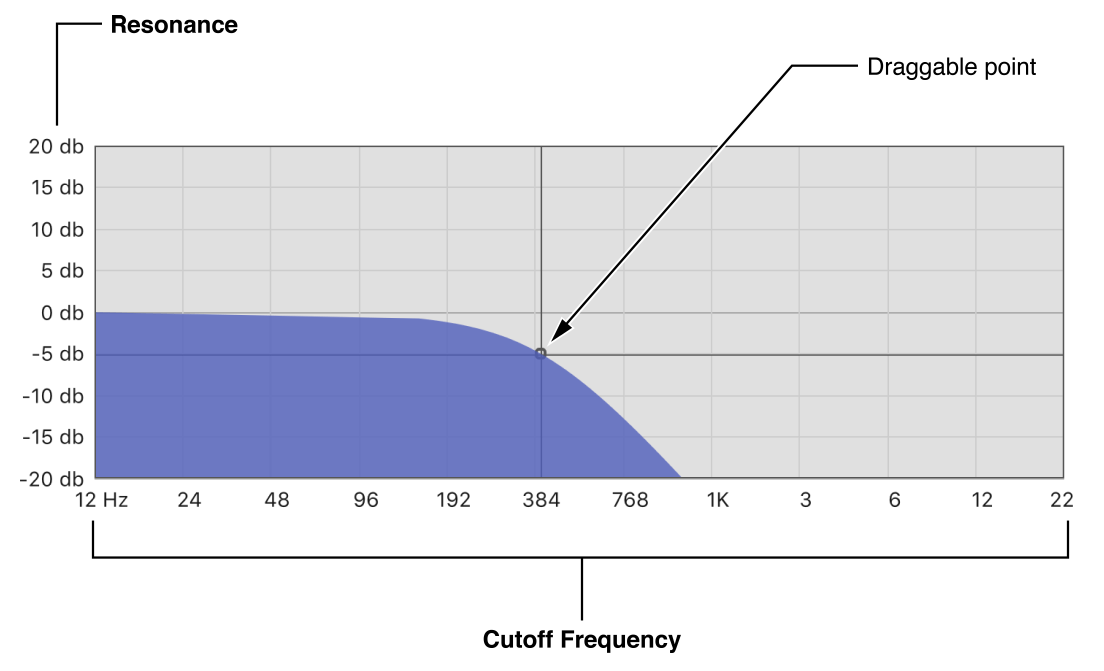 Resonance
Draggable point
20 db
15 db
10 db
5 db
0 db
-5 db
-10 db
-15 db
-20 db
12 Hz 24 48 96 192 384 768 1K 3 6 12 22
Cutoff Frequency